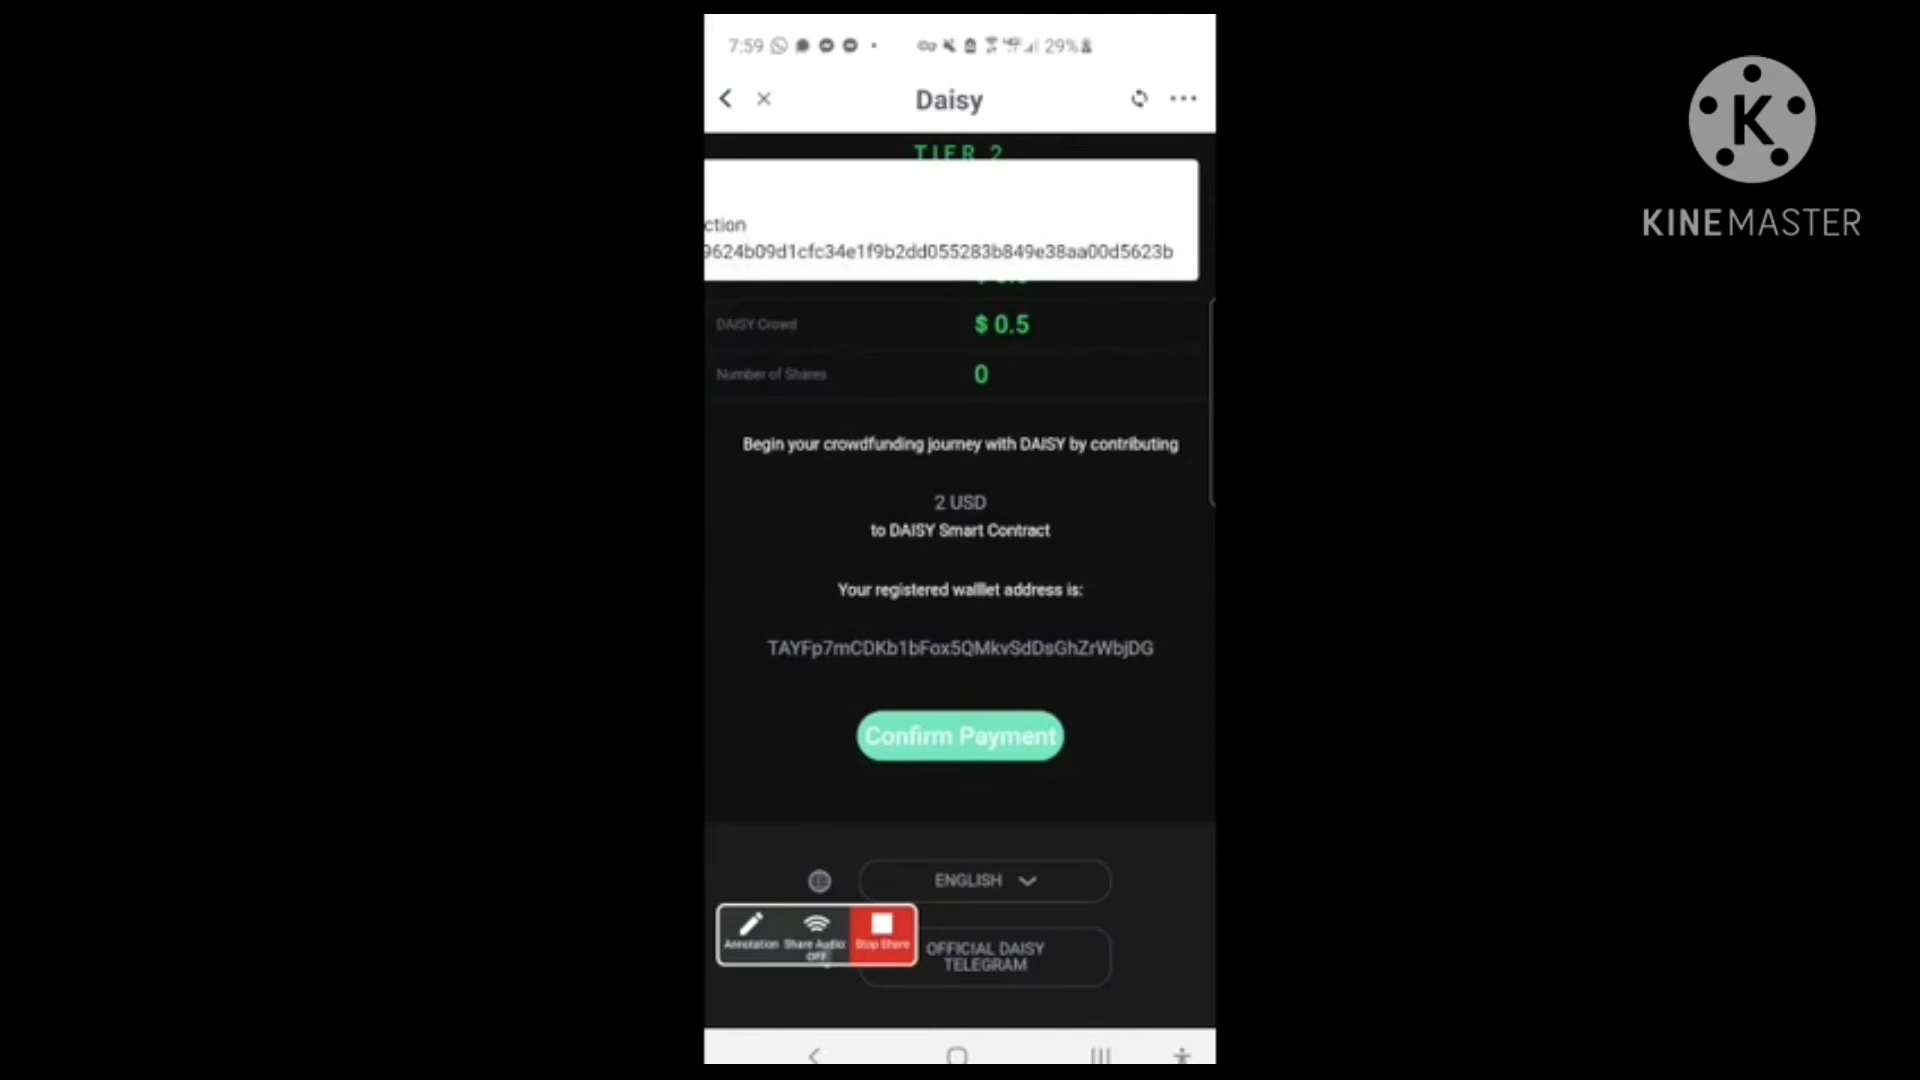 7:59 29%
Daisy
TIER 2
ction
9624b09d1cfc34e1f9b2dd055283b849e38aa00d5623b
DAISY Crowd $ 0.5
Number of Shares 0
Begin your crowdfunding journey with DAISY by contributing
2 USD
to DAISY Smart Contract
Your registered walllet address is:
TAYFp7mCDKb1bFox5QMkvSdDsGhZrWbjDG
Confirm Payment
ENGLISH
Annotation Share Audio: OFF Stop Share
OFFICIAL DAISY
TELEGRAM
K
KINEMASTER